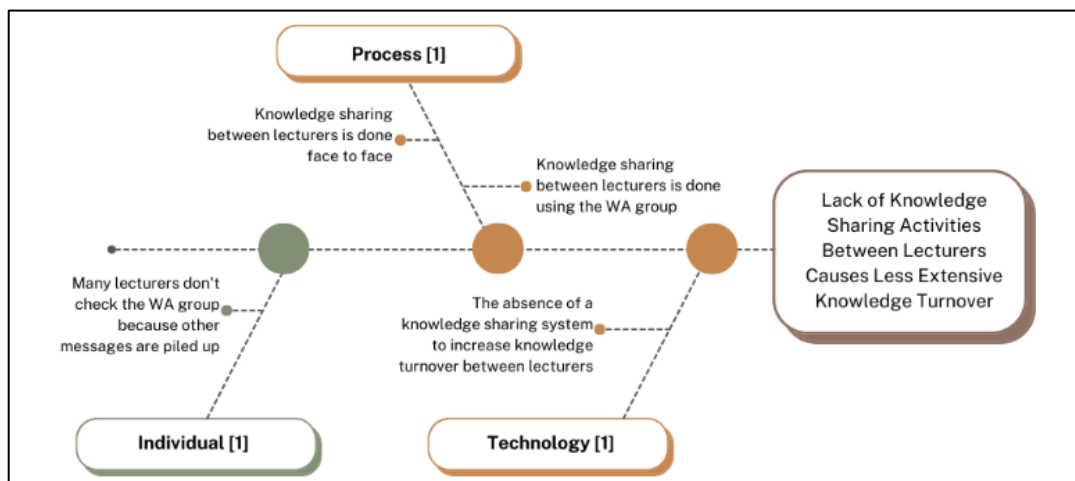 Process [1]
Knowledge sharing
between lecturers is done
face to face
Knowledge sharing
between lecturers is done
using the WA group
Lack of Knowledge
Sharing Activities
Between Lecturers
Causes Less Extensive
Knowledge Turnover
Many lecturers don't
check the WA group
because other
messages are piled up
The absence of a
knowledge sharing system
to increase knowledge
turnover between lecturers
Individual [1]
Technology [1]